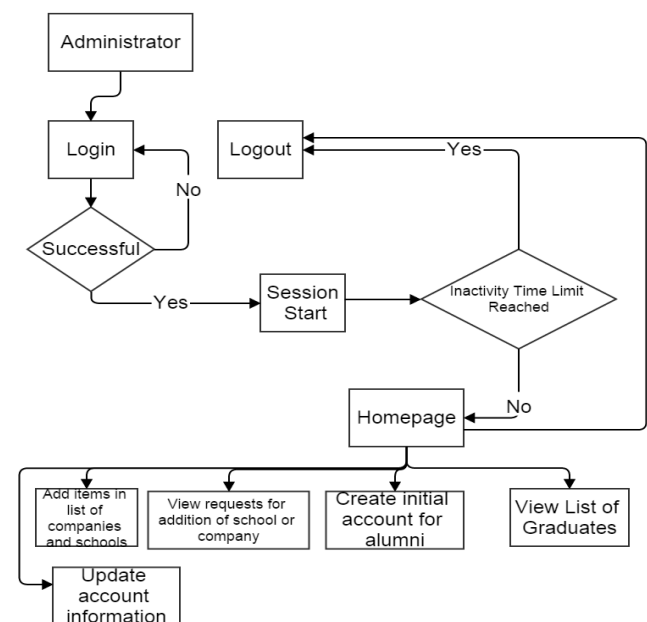 Administrator
Login
Logout
Yes
No
Successful
Session
Start
Inactivity Time Limit
Reached
Yes
No
Homepage
Add items in
list of
companies
and schools
View requests for
addition of school or
company
Create initial
account for
alumni
View List of
Graduates
Update
account
information